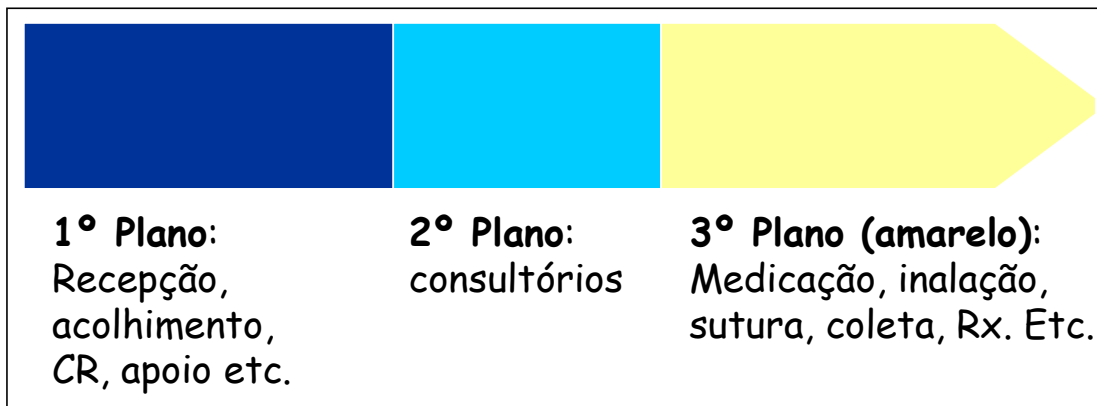 1º Plano:
Recepção,
acolhimento,
CR, apoio etc.
2º Plano:
consultórios
3º Plano (amarelo):
Medicação, inalação,
sutura, coleta, Rx. Etc.